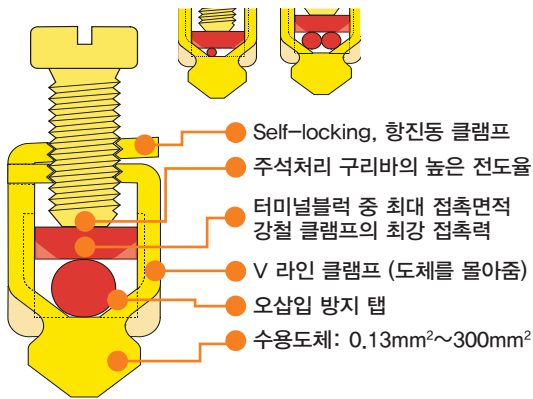 Self-locking, 항진동 클램프
주석처리 구리바의 높은 전도율
터미널블럭 중 최대 접촉면적
강철 클램프의 최강 접촉력
V 라인 클램프 (도체를 몰아줌)
오삽입 방지 탭
수용도체: 0.13mm²~300mm²